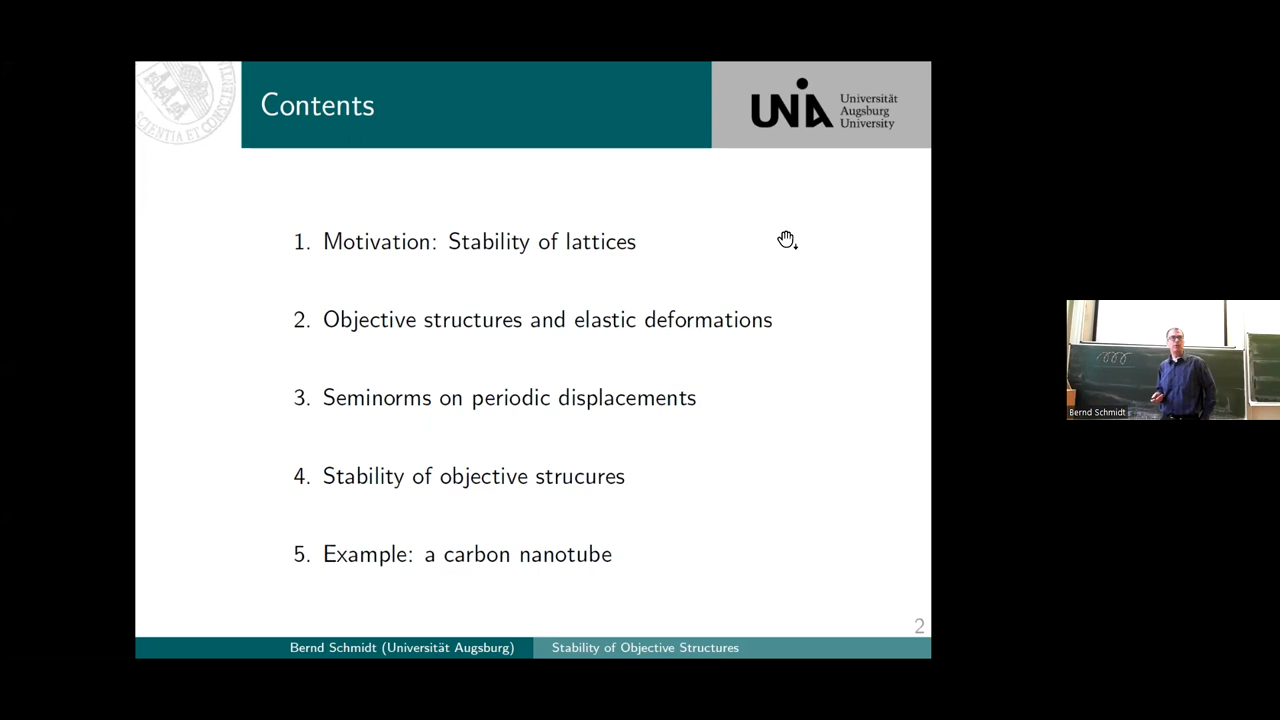 Contents
UNIA
Universität
Augsburg
University
1. Motivation: Stability of lattices
2. Objective structures and elastic deformations
3. Seminorms on periodic displacements
4. Stability of objective strucures
5. Example: a carbon nanotube
2
Bernd Schmidt (Universität Augsburg)
Stability of Objective Structures
Bernd Schmidt